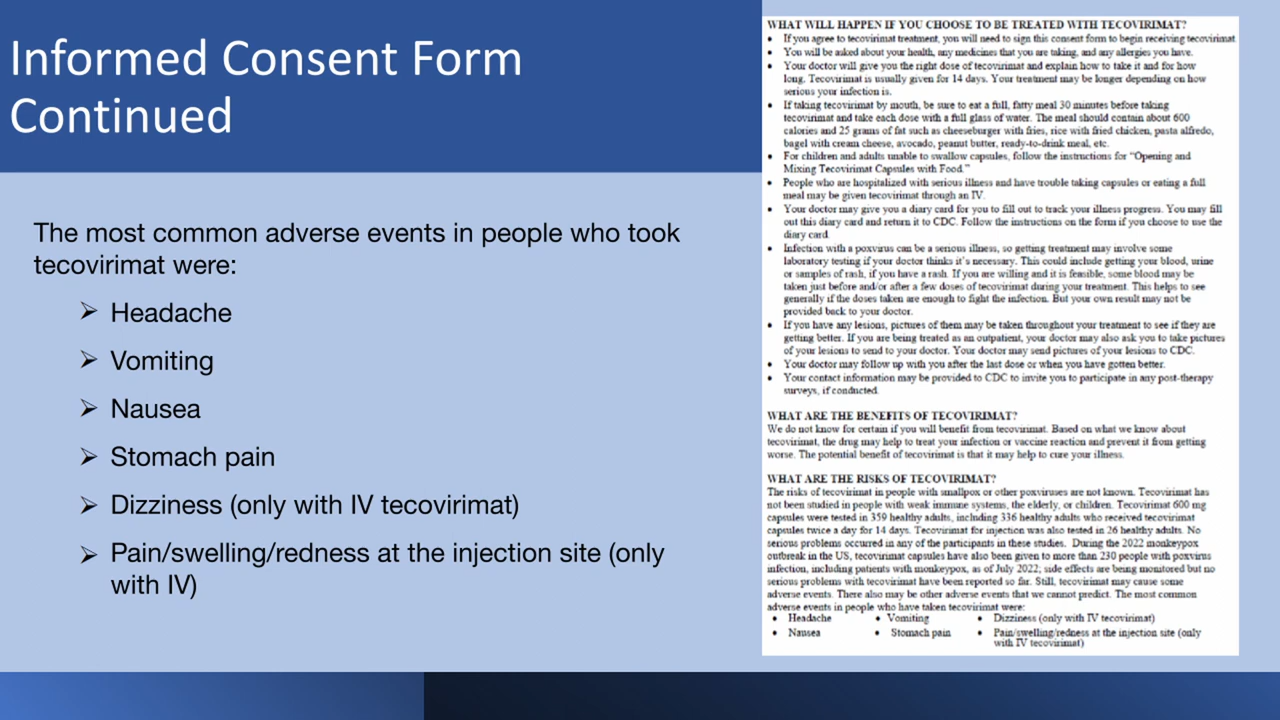 Informed Consent Form
Continued
The most common adverse events in people who took
tecovirimat were:
Headache
Vomiting
Nausea
Stomach pain
Dizziness (only with IV tecovirimat)
Pain/swelling/redness at the injection site (only
with IV)
WHAT WILL HAPPEN IF YOU CHOOSE TO BE TREATED WITH TECOVIRIMAT?
• If you agree to tecovirimat treatment, you will need to sign this consent form to begin receiving tecovirimat.
• You will be asked about your health, any medicines that you are taking, and any allergies you have.
• Your doctor will give you the right dose of tecovirimat and explain how to take it and for how
long. Tecovirimat is usually given for 14 days. Your treatment may be longer depending on how
serious your infection is.
• If taking tecovirimat by mouth, be sure to eat a full, fatty meal 30 minutes before taking
tecovirimat and take each dose with a full glass of water. The meal should contain about 600
calories and 25 grams of fat such as cheeseburger with fries, rice with fried chicken, pasta alfredo,
bagel with cream cheese, avocado, peanut butter, ready-to-drink meal, etc.
• For children and adults unable to swallow capsules, follow the instructions for “Opening and
Mixing Tecovirimat Capsules with Food.”
• People who are hospitalized with serious illness and have trouble taking capsules or eating a full
meal may be given tecovirimat through an IV.
• Your doctor may give you a diary card for you to fill out to track your illness progress. You may fill
out this diary card and return it to CDC. Follow the instructions on the form if you choose to use the
diary card.
• Infection with a poxvirus can be a serious illness, so getting treatment may involve some
laboratory testing if your doctor thinks it’s necessary. This could include getting your blood, urine
or samples of rash, if you have a rash. If you are willing and it is feasible, some blood may be
taken just before and/or after a few doses of tecovirimat during your treatment. This helps to see
generally if the doses taken are enough to fight the infection. But your own result may not be
provided back to your doctor.
• If you have any lesions, pictures of them may be taken throughout your treatment to see if they are
getting better. If you are being treated as an outpatient, your doctor may also ask you to take pictures
of your lesions to send to your doctor. Your doctor may send pictures of your lesions to CDC.
• Your doctor may follow up with you after the last dose or when you have gotten better.
• Your contact information may be provided to CDC to invite you to participate in any post-therapy
surveys, if conducted.
WHAT ARE THE BENEFITS OF TECOVIRIMAT?
We do not know for certain if you will benefit from tecovirimat. Based on what we know about
tecovirimat, the drug may help to treat your infection or vaccine reaction and prevent it from getting
worse. The potential benefit of tecovirimat is that it may help to cure your illness.
WHAT ARE THE RISKS OF TECOVIRIMAT?
The risks of tecovirimat in people with smallpox or other poxviruses are not known. Tecovirimat has
not been studied in people with weak immune systems, the elderly, or children. Tecovirimat 600 mg
capsules were tested in 359 healthy adults, including 336 healthy adults who received tecovirimat
capsules twice a day for 14 days. Tecovirimat for injection was also tested in 26 healthy adults. No
serious problems occurred in any of the participants in these studies. During the 2022 monkeypox
outbreak in the US, tecovirimat capsules have also been given to more than 230 people with poxvirus
infection, including patients with monkeypox, as of July 2022; side effects are being monitored but no
serious problems with tecovirimat have been reported so far. Still, tecovirimat may cause some
adverse events. There also may be other adverse events that we cannot predict. The most common
adverse events in people who have taken tecovirimat were:
• Headache • Vomiting • Dizziness (only with IV tecovirimat)
• Nausea • Stomach pain • Pain/swelling/redness at the injection site (only
with IV tecovirimat)